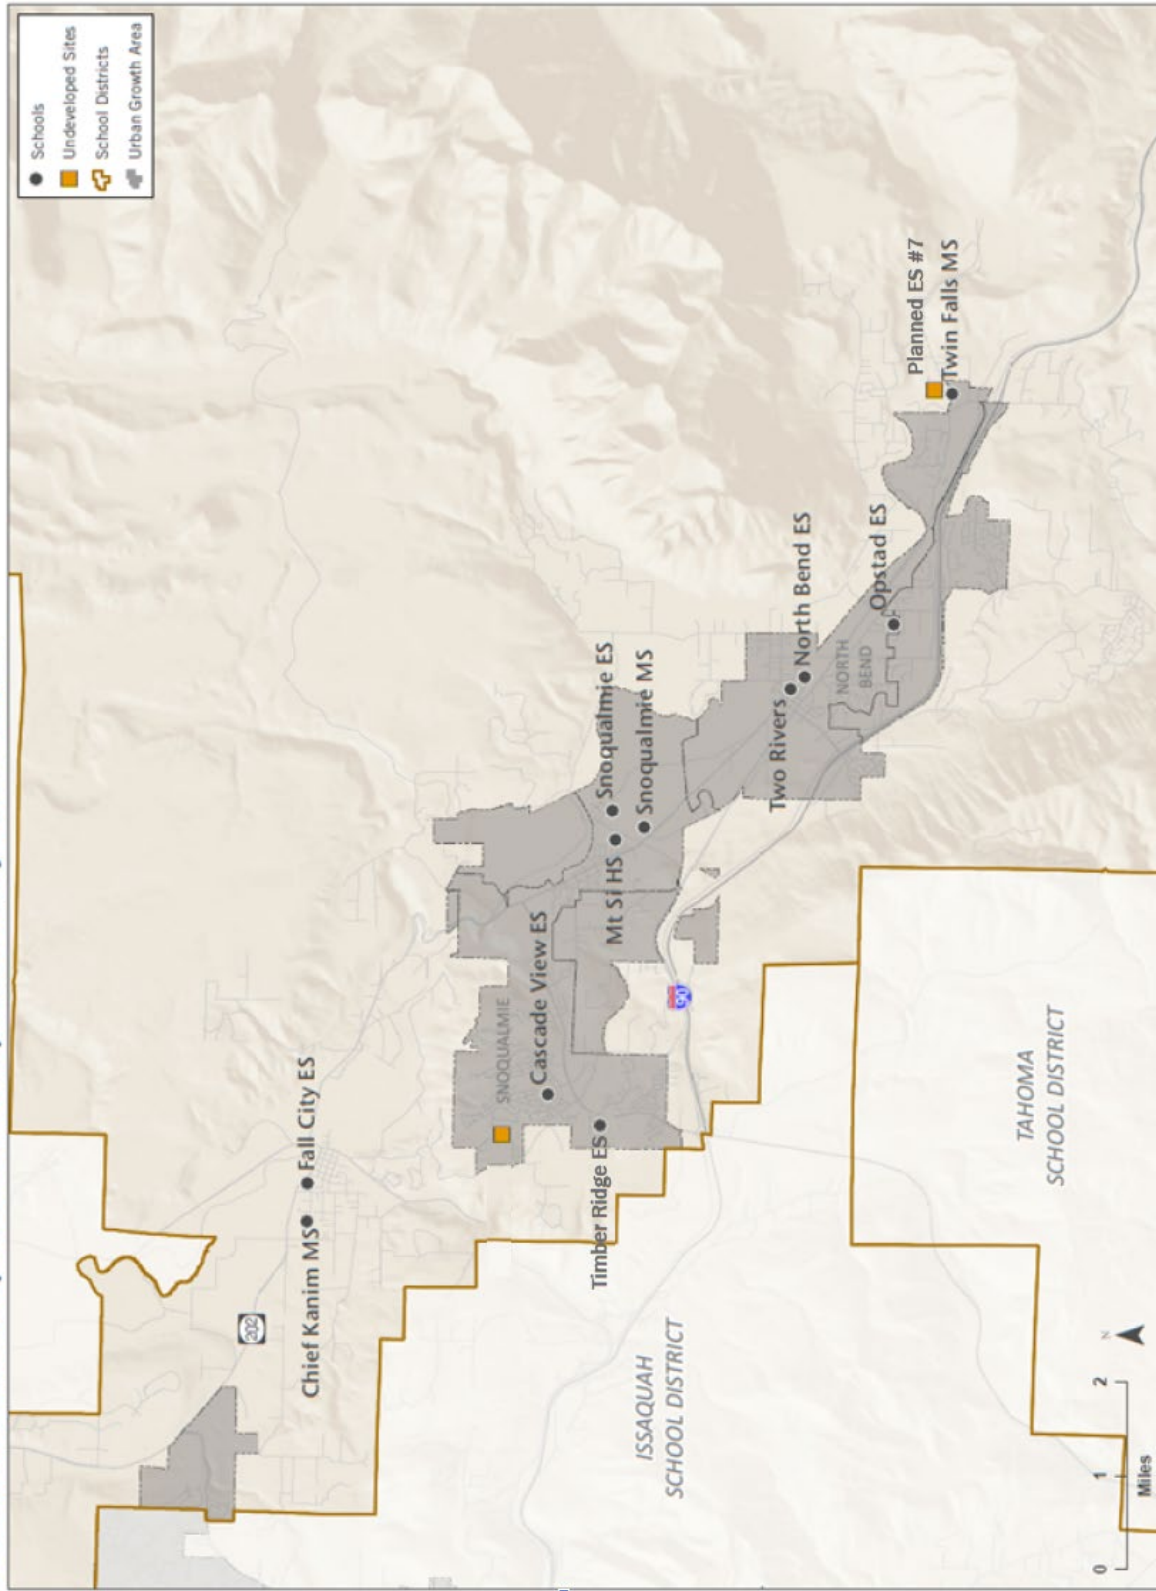 Schools
Undeveloped Sites
School Districts
Urban Growth Area
202
Chief Kanim MS
Fall City ES
SNOQUALMIE
Cascade View ES
Timber Ridge ES
Mt Si HS
Snoqualmie ES
Snoqualmie MS
90
Two Rivers
North Bend ES
NORTH
BEND
Opstad ES
Planned ES #7
Twin Falls MS
ISSAQUAH
SCHOOL DISTRICT
TAHOMA
SCHOOL DISTRICT
N
0 1 2
Miles